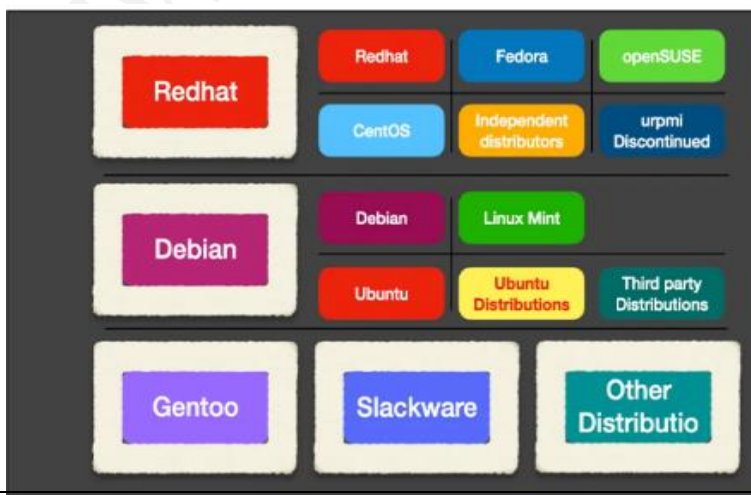 Redhat
Redhat
Fedora
openSUSE
CentOS
Independent
distributors
urpmi
Discontinued
Debian
Debian
Linux Mint
Ubuntu
Ubuntu
Distributions
Third party
Distributions
Gentoo
Slackware
Other
Distributio